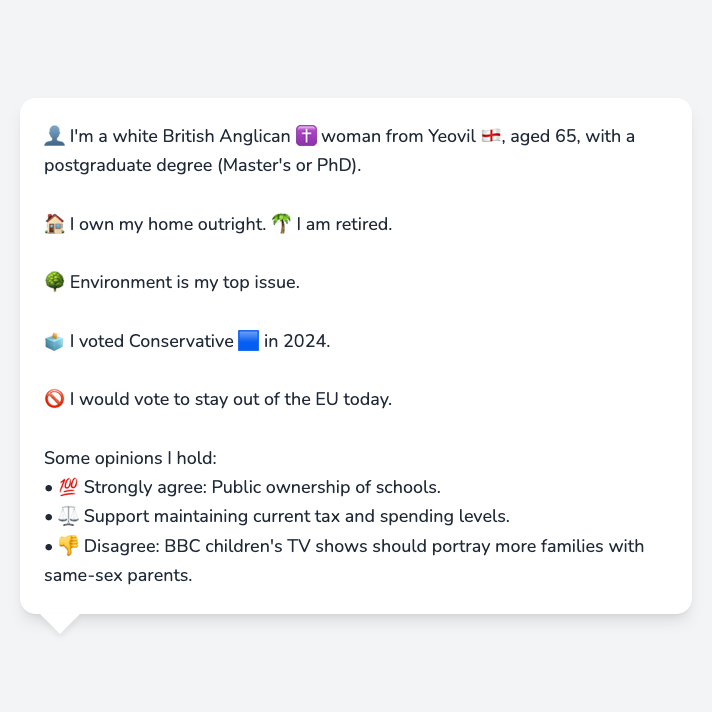 👤 I'm a white British Anglican ✝️ woman from Yeovil 🏴󠁧󠁢󠁥󠁮󠁧󠁿, aged 65, with a
postgraduate degree (Master's or PhD).
🏠 I own my home outright. 🌴 I am retired.
🌳 Environment is my top issue.
🗳️ I voted Conservative 🟦 in 2024.
🚫 I would vote to stay out of the EU today.
Some opinions I hold:
• 💯 Strongly agree: Public ownership of schools.
• ⚖️ Support maintaining current tax and spending levels.
• 👎 Disagree: BBC children's TV shows should portray more families with
same-sex parents.